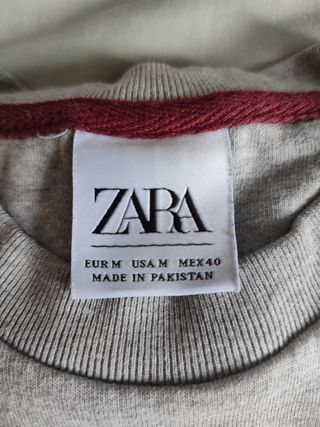 ZARA
EUR M USA M MEX 40
MADE IN PAKISTAN